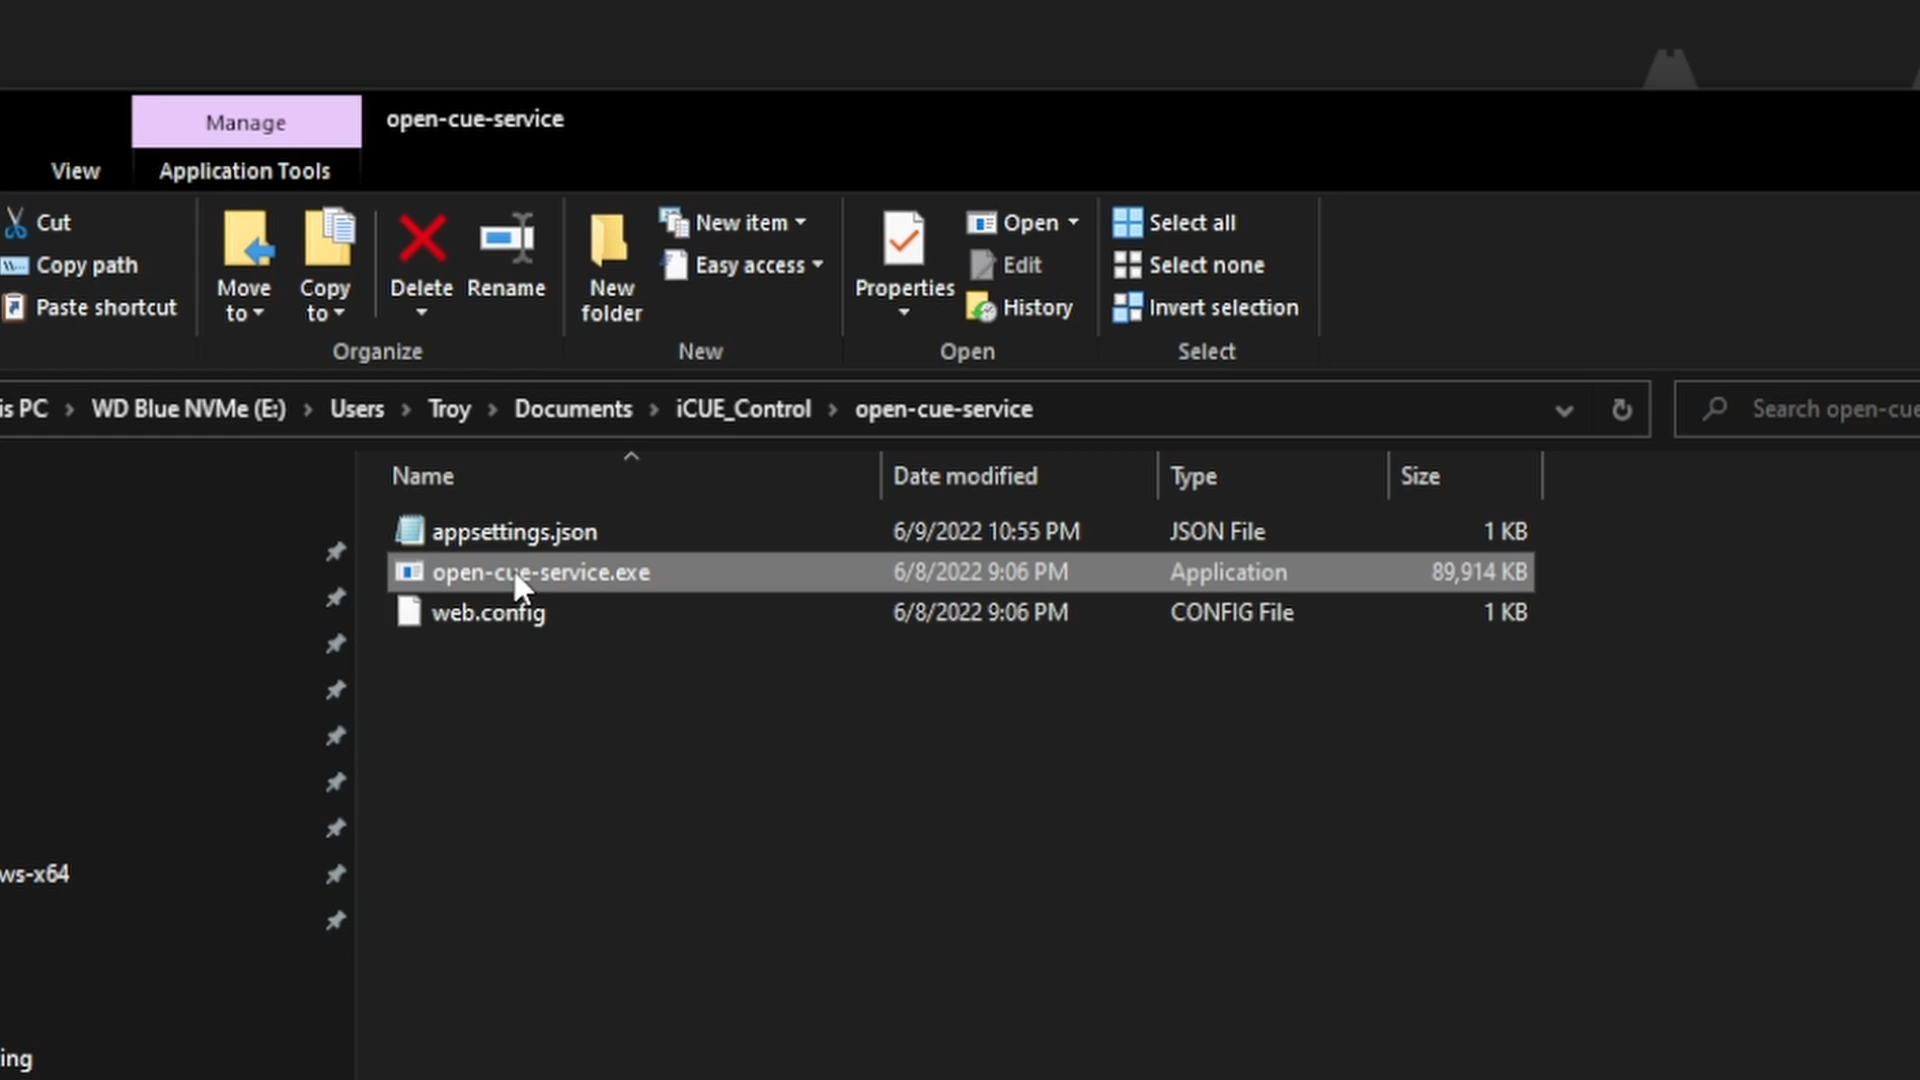 Manage
open-cue-service
View
Application Tools
Cut
Copy path
Paste shortcut
Move to
Copy to
Delete
Rename
Organize
New folder
New item
Easy access
New
Properties
Open
Edit
History
Open
Select all
Select none
Invert selection
Select
is PC > WD Blue NVMe (E:) > Users > Troy > Documents > iCUE_Control > open-cue-service
Search open-cue
Name Date modified Type Size
appsettings.json 6/9/2022 10:55 PM JSON File 1 KB
open-cue-service.exe 6/8/2022 9:06 PM Application 89,914 KB
web.config 6/8/2022 9:06 PM CONFIG File 1 KB
ws-x64
ing